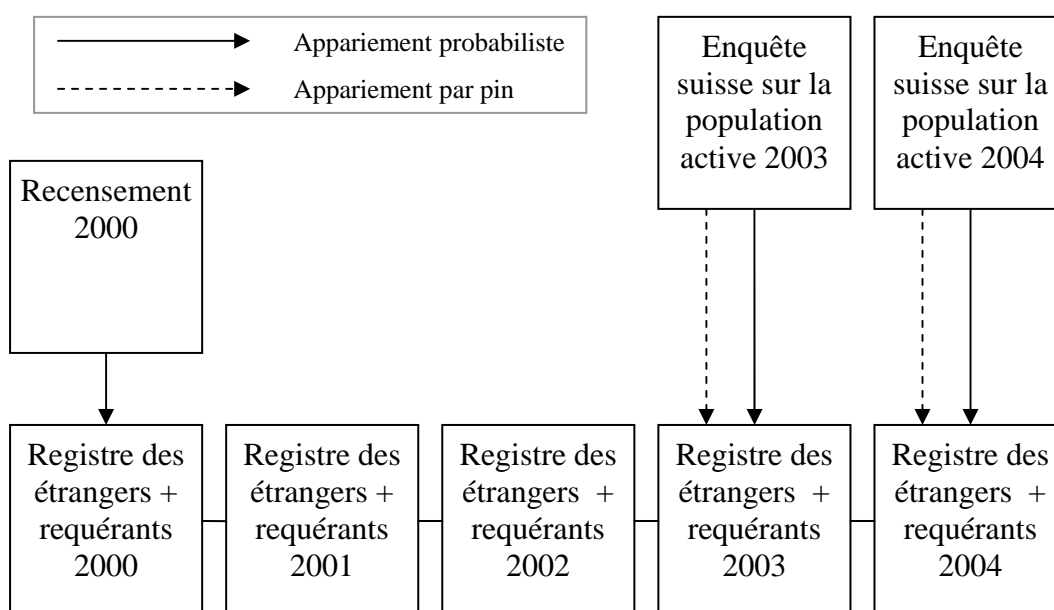 Appariement probabiliste
Appariement par pin
Enquête
suisse sur la
population
active 2003
Enquête
suisse sur la
population
active 2004
Recensement
2000
Registre des
étrangers +
requérants
2000
Registre des
étrangers +
requérants
2001
Registre des
étrangers +
requérants
2002
Registre des
étrangers +
requérants
2003
Registre des
étrangers +
requérants
2004